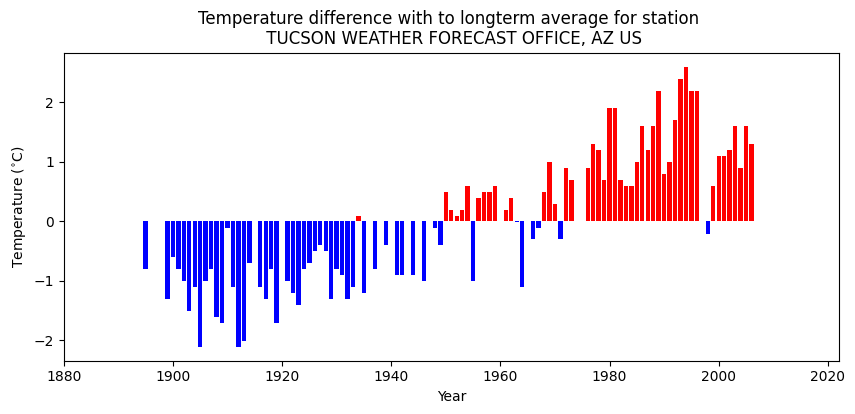 Temperature difference with to longterm average for station
TUCSON WEATHER FORECAST OFFICE, AZ US
Temperature (°C)
2
1
0
−1
−2
1880 1900 1920 1940 1960 1980 2000 2020
Year